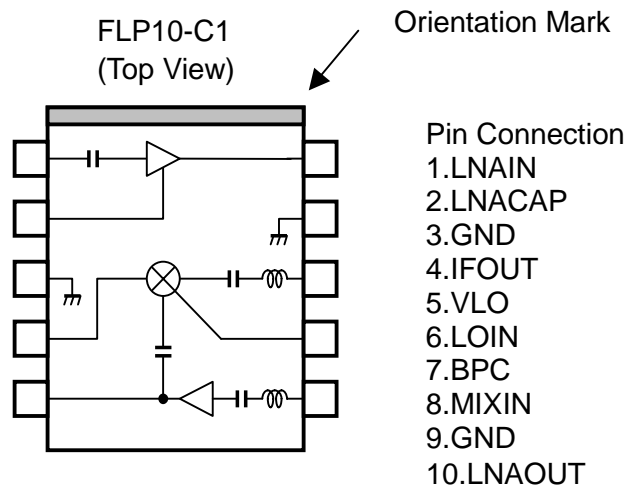 FLP10-C1
(Top View)
Orientation Mark
Pin Connection
1.LNAIN
2.LNACAP
3.GND
4.IFOUT
5.VLO
6.LOIN
7.BPC
8.MIXIN
9.GND
10.LNAOUT